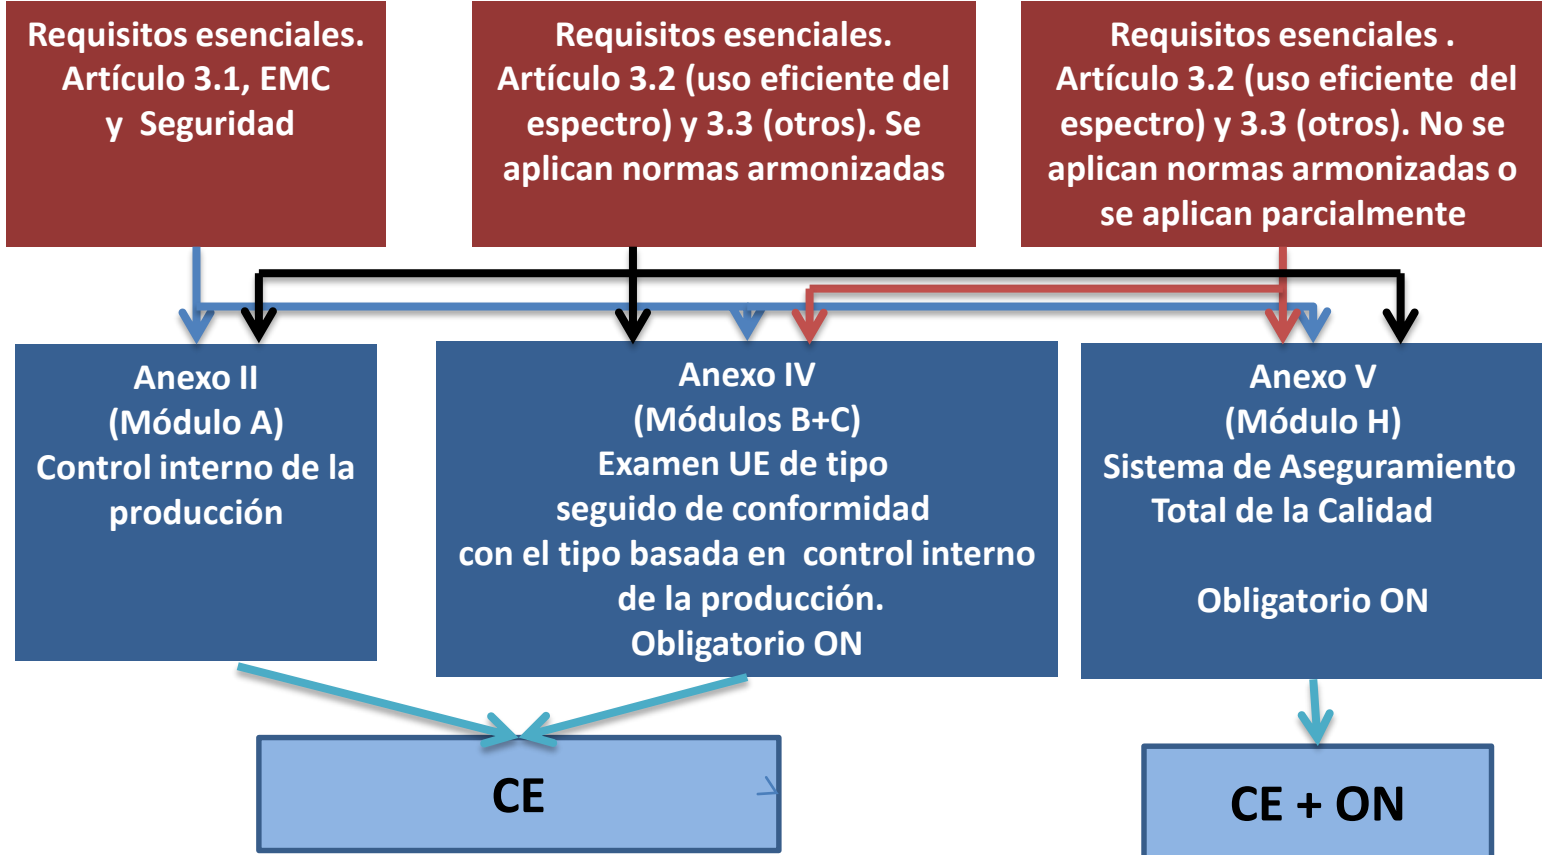 Requisitos esenciales.
Artículo 3.1, EMC
y Seguridad
Requisitos esenciales.
Artículo 3.2 (uso eficiente del
espectro) y 3.3 (otros). Se
aplican normas armonizadas
Requisitos esenciales .
Artículo 3.2 (uso eficiente del
espectro) y 3.3 (otros). No se
aplican normas armonizadas o
se aplican parcialmente
Anexo II
(Módulo A)
Control interno de la
producción
Anexo IV
(Módulos B+C)
Examen UE de tipo
seguido de conformidad
con el tipo basada en control interno
de la producción.
Obligatorio ON
Anexo V
(Módulo H)
Sistema de Aseguramiento
Total de la Calidad
Obligatorio ON
CE
CE + ON